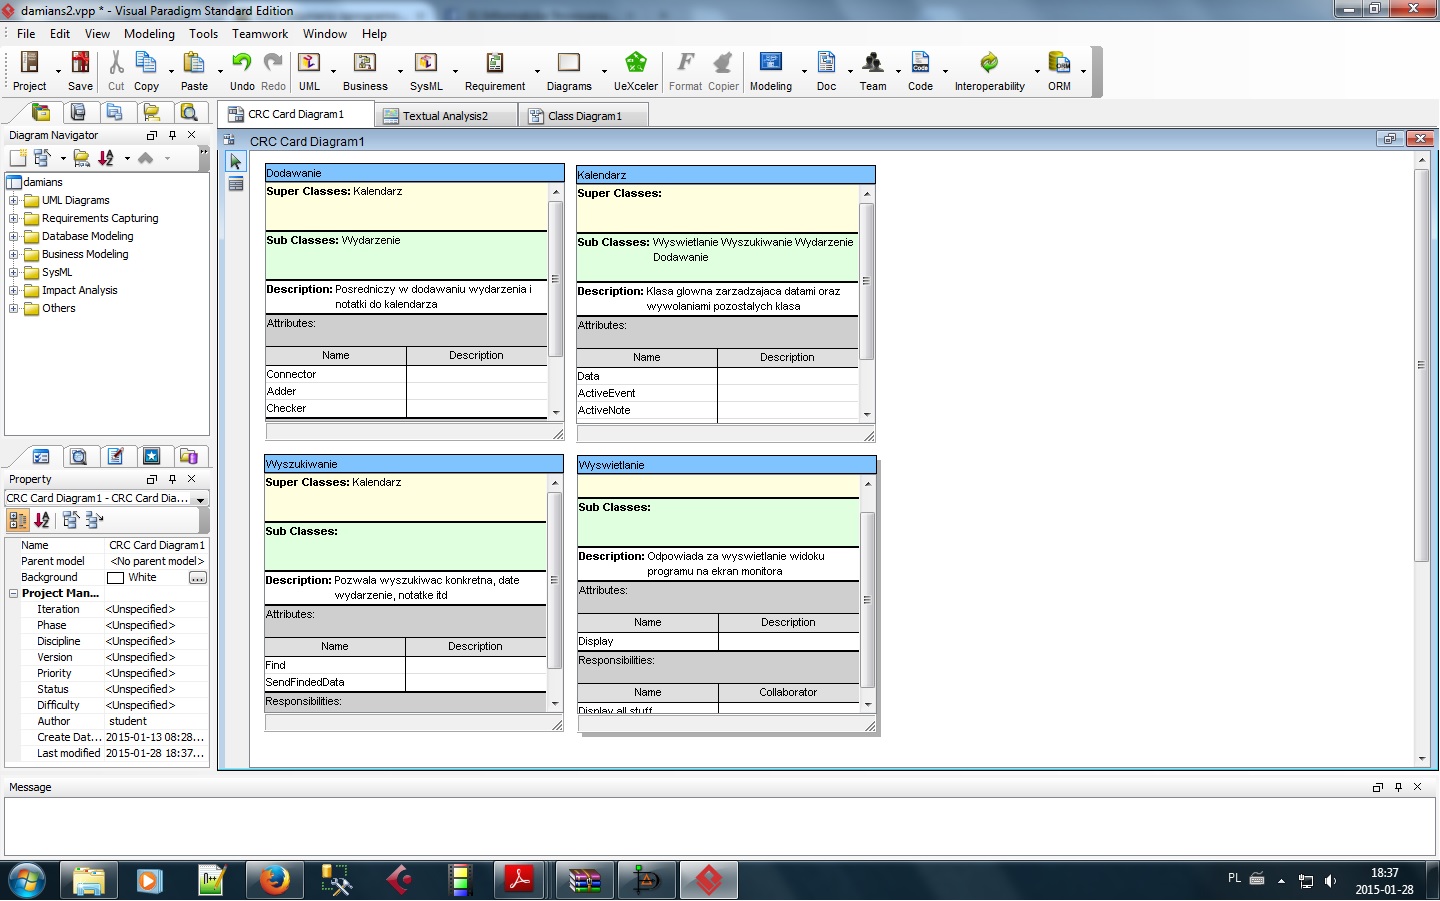 damians2.vpp * - Visual Paradigm Standard Edition
File Edit View Modeling Tools Teamwork Window Help
Project Save Cut Copy Paste Undo Redo UML Business SysML Requirement Diagrams UeXceler Format Copier Modeling Doc Team Code Interoperability ORM
CRC Card Diagram1 Textual Analysis2 Class Diagram1
Diagram Navigator
damians
UML Diagrams
Requirements Capturing
Database Modeling
Business Modeling
SysML
Impact Analysis
Others
Property
CRC Card Diagram1 - CRC Card Dia...
Name CRC Card Diagram1
Parent model <No parent model>
Background White ...
Project Man...
Iteration <Unspecified>
Phase <Unspecified>
Discipline <Unspecified>
Version <Unspecified>
Priority <Unspecified>
Status <Unspecified>
Difficulty <Unspecified>
Author student
Create Dat... 2015-01-13 08:28...
Last modified 2015-01-28 18:37...
CRC Card Diagram1
Dodawanie
Super Classes: Kalendarz
Sub Classes: Wydarzenie
Description: Posredniczy w dodawaniu wydarzenia i
notatki do kalendarza
Attributes:
Name Description
Connector
Adder
Checker
Kalendarz
Super Classes:
Sub Classes: Wyswietlanie Wyszukiwanie Wydarzenie
Dodawanie
Description: Klasa glowna zarzadzajaca datami oraz
wywolaniami pozostalych klasa
Attributes:
Name Description
Data
ActiveEvent
ActiveNote
Wyszukiwanie
Super Classes: Kalendarz
Sub Classes:
Description: Pozwala wyszukiwac konkretna, date
wydarzenie, notatke itd
Attributes:
Name Description
Find
SendFindedData
Responsibilities:
Wyswietlanie
Sub Classes:
Description: Odpowiada za wyswietlanie widoku
programu na ekran monitora
Attributes:
Name Description
Display
Responsibilities:
Name Collaborator
Display all stuff
Message
PL
18:37
2015-01-28